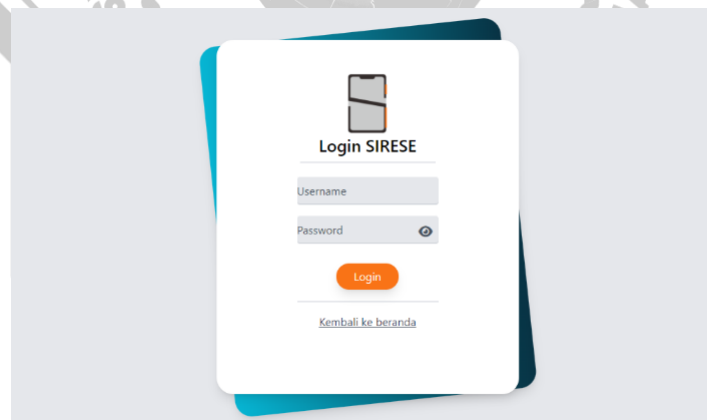 Login SIRESE
Username
Password
Login
Kembali ke beranda